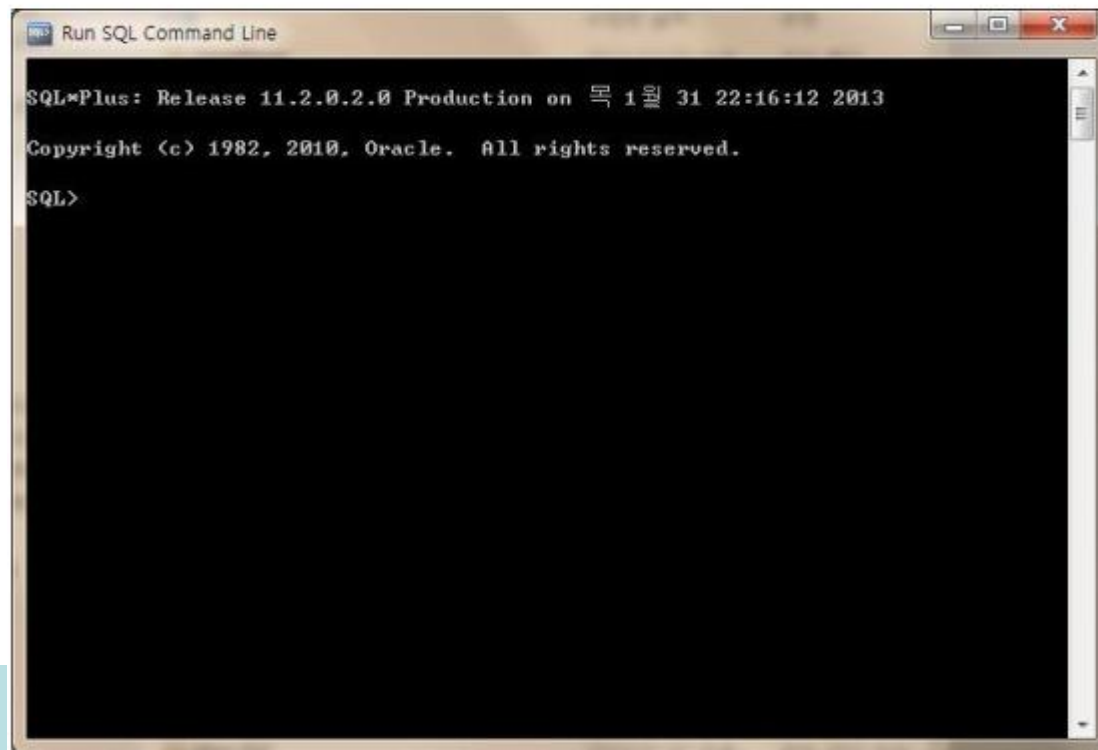 Run SQL Command Line
SQL*Plus: Release 11.2.0.2.0 Production on 목 1월 31 22:16:12 2013
Copyright (c) 1982, 2010, Oracle.  All rights reserved.
SQL>